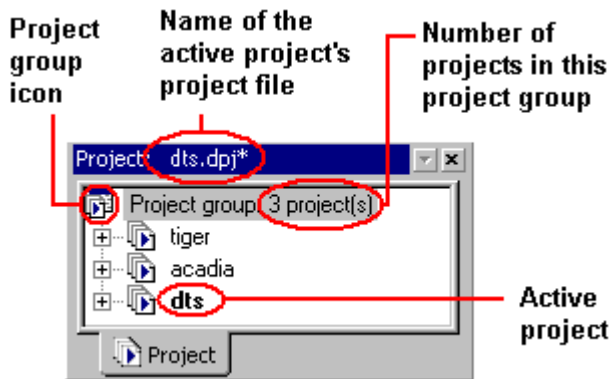 Project
group
icon
Name of the
active project's
project file
Number of
projects in this
project group
Project: dts.dpj*
Project group: 3 project(s)
tiger
acadia
dts
Active
project
Project